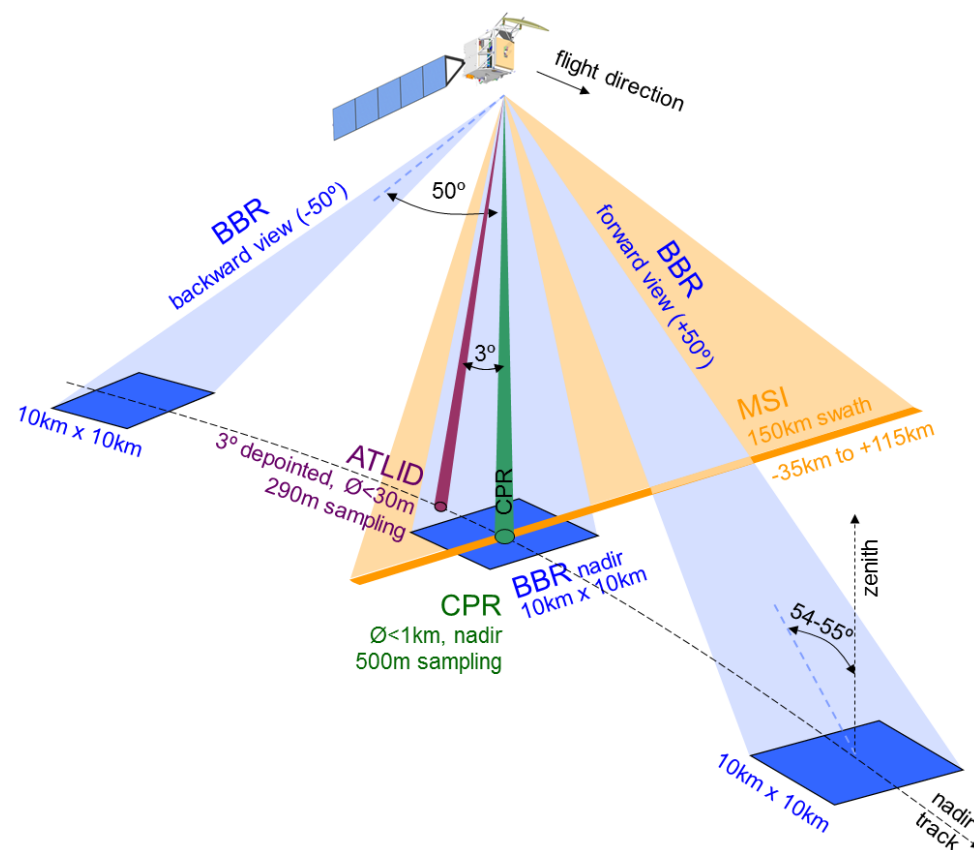 flight direction
50º
BBR
backward view (-50º)
BBR
forward view (+50º)
3º
MSI
150km swath
-35km to +115km
10km x 10km
ATLID
3º depointed, Ø<30m
290m sampling
CPR
BBR nadir
10km x 10km
CPR
Ø<1km, nadir
500m sampling
zenith
54-55º
10km x 10km
nadir
track